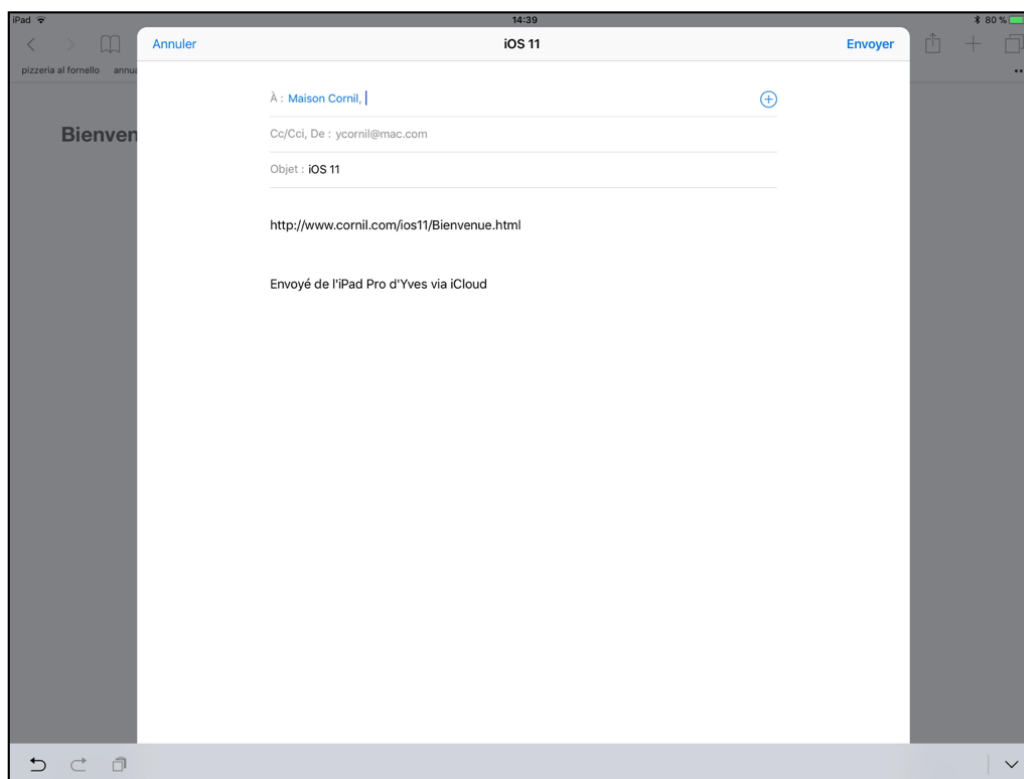 iPad 14:39 80 %
Annuler iOS 11 Envoyer
pizzeria al fornello
À : Maison Cornil,
Bienven
Cc/Cci, De : ycornil@mac.com
Objet : iOS 11
http://www.cornil.com/ios11/Bienvenue.html
Envoyé de l'iPad Pro d'Yves via iCloud